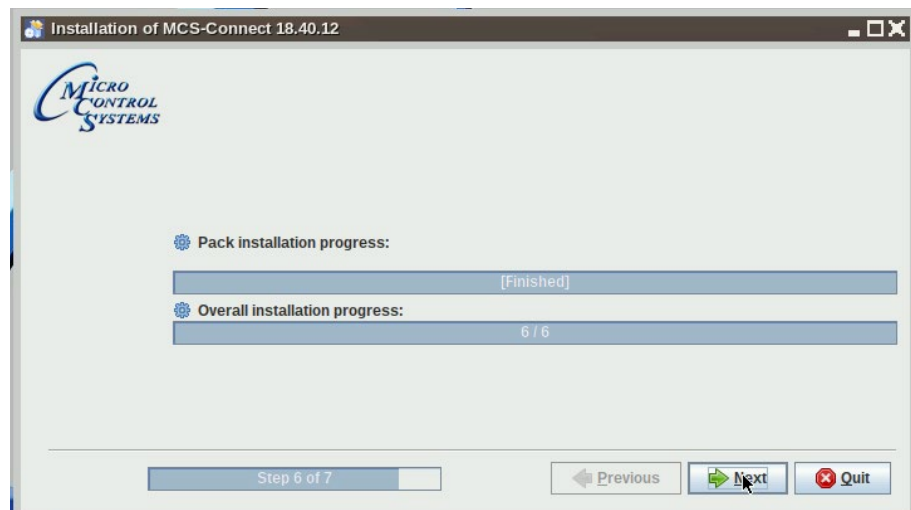 Installation of MCS-Connect 18.40.12
MICRO
CONTROL
SYSTEMS
Pack installation progress:
[Finished]
Overall installation progress:
6 / 6
Step 6 of 7
Previous
Next
Quit